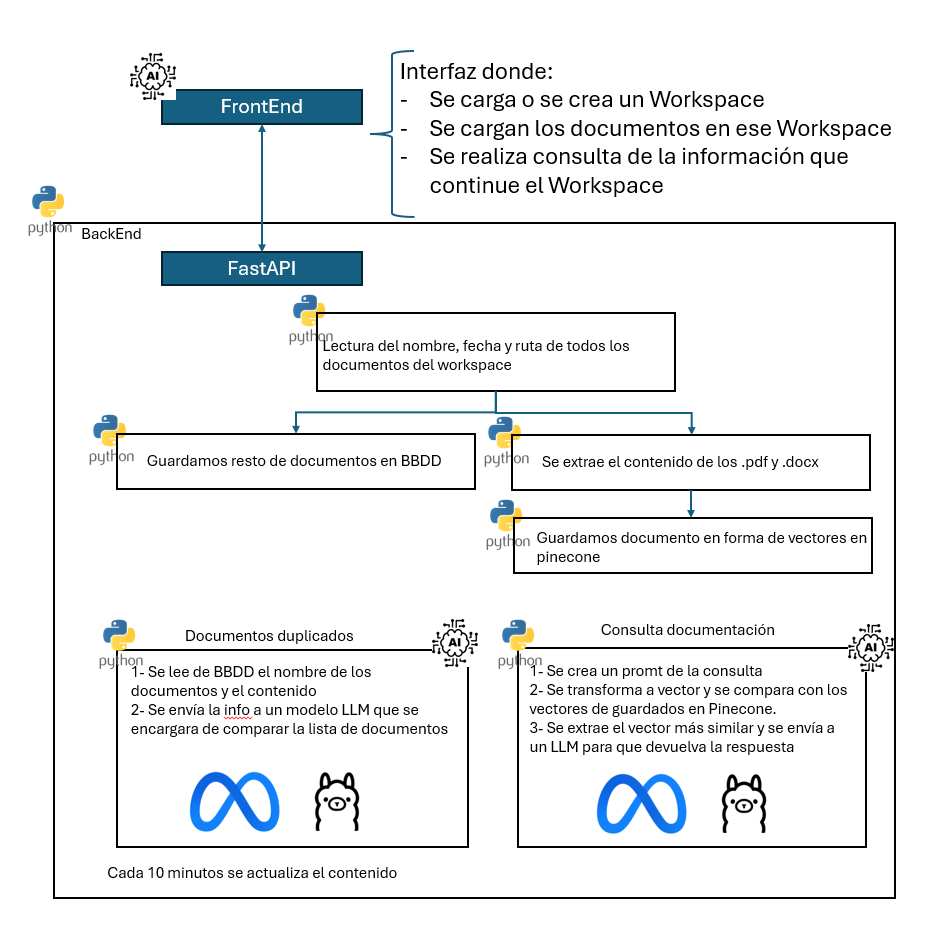 AI
FrontEnd
Interfaz donde:
- Se carga o se crea un Workspace
- Se cargan los documentos en ese Workspace
- Se realiza consulta de la información que
continue el Workspace
python
BackEnd
FastAPI
python
Lectura del nombre, fecha y ruta de todos los
documentos del workspace
python
Guardamos resto de documentos en BBDD
python
Se extrae el contenido de los .pdf y .docx
python
Guardamos documento en forma de vectores en
pinecone
python
Documentos duplicados
AI
1- Se lee de BBDD el nombre de los
documentos y el contenido
2- Se envía la info a un modelo LLM que se
encargara de comparar la lista de documentos
python
Consulta documentación
AI
1- Se crea un promt de la consulta
2- Se transforma a vector y se compara con los
vectores de guardados en Pinecone.
3- Se extrae el vector más similar y se envía a
un LLM para que devuelva la respuesta
Cada 10 minutos se actualiza el contenido